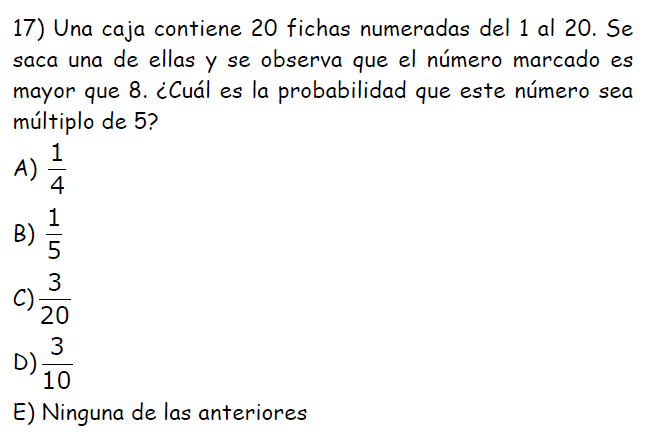 17) Una caja contiene 20 fichas numeradas del 1 al 20. Se
saca una de ellas y se observa que el número marcado es
mayor que 8. ¿Cuál es la probabilidad que este número sea
múltiplo de 5?
A) 1/4
B) 1/5
C) 3/20
D) 3/10
E) Ninguna de las anteriores